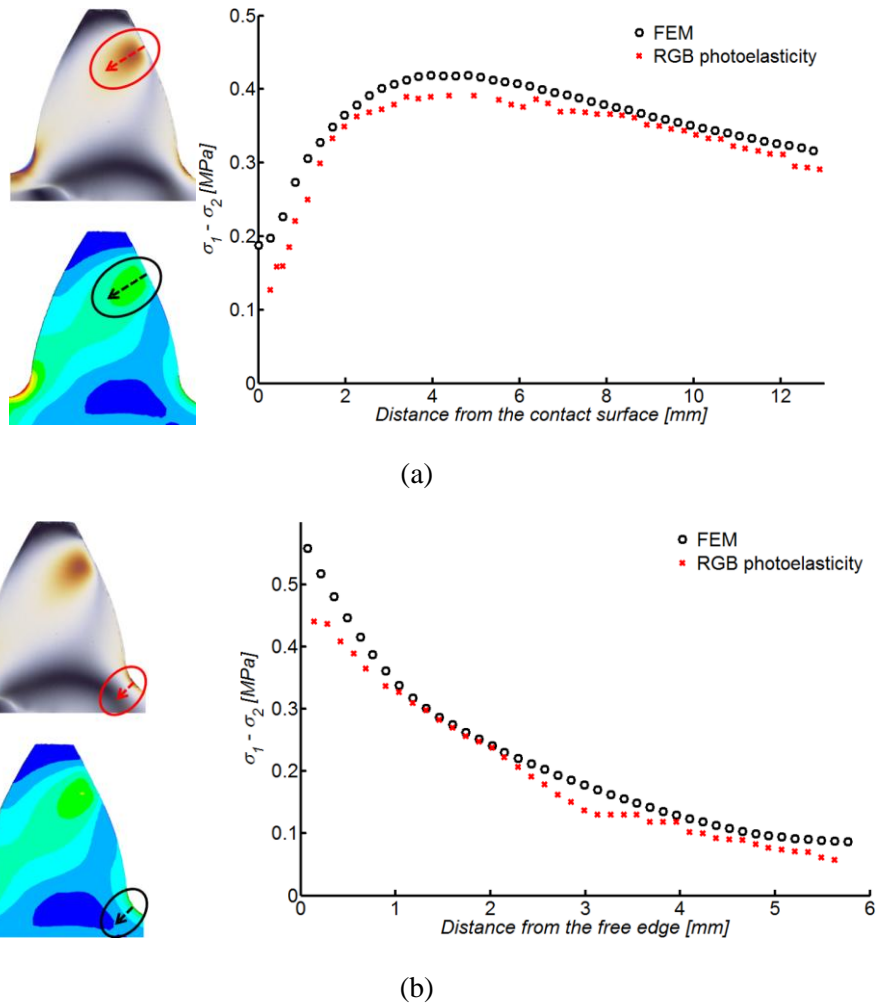 0.5
0.4
0.3
0.2
0.1
0
σ1 - σ2 [MPa]
FEM
RGB photoelasticity
0 2 4 6 8 10 12
Distance from the contact surface [mm]
(a)
0.5
0.4
0.3
0.2
0.1
0
σ1 - σ2 [MPa]
FEM
RGB photoelasticity
0 1 2 3 4 5 6
Distance from the free edge [mm]
(b)